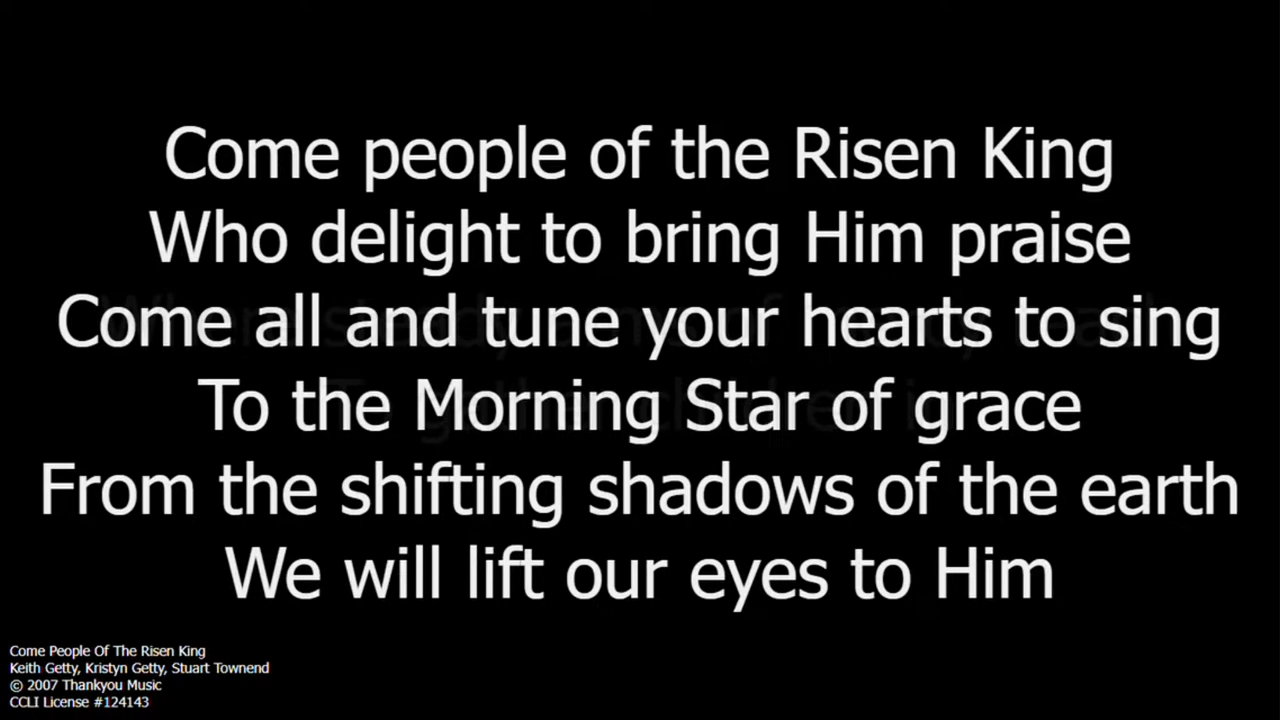 Come people of the Risen King
Who delight to bring Him praise
Come all and tune your hearts to sing
To the Morning Star of grace
From the shifting shadows of the earth
We will lift our eyes to Him
Come People Of The Risen King
Keith Getty, Kristyn Getty, Stuart Townend
© 2007 Thankyou Music
CCLI License #124143